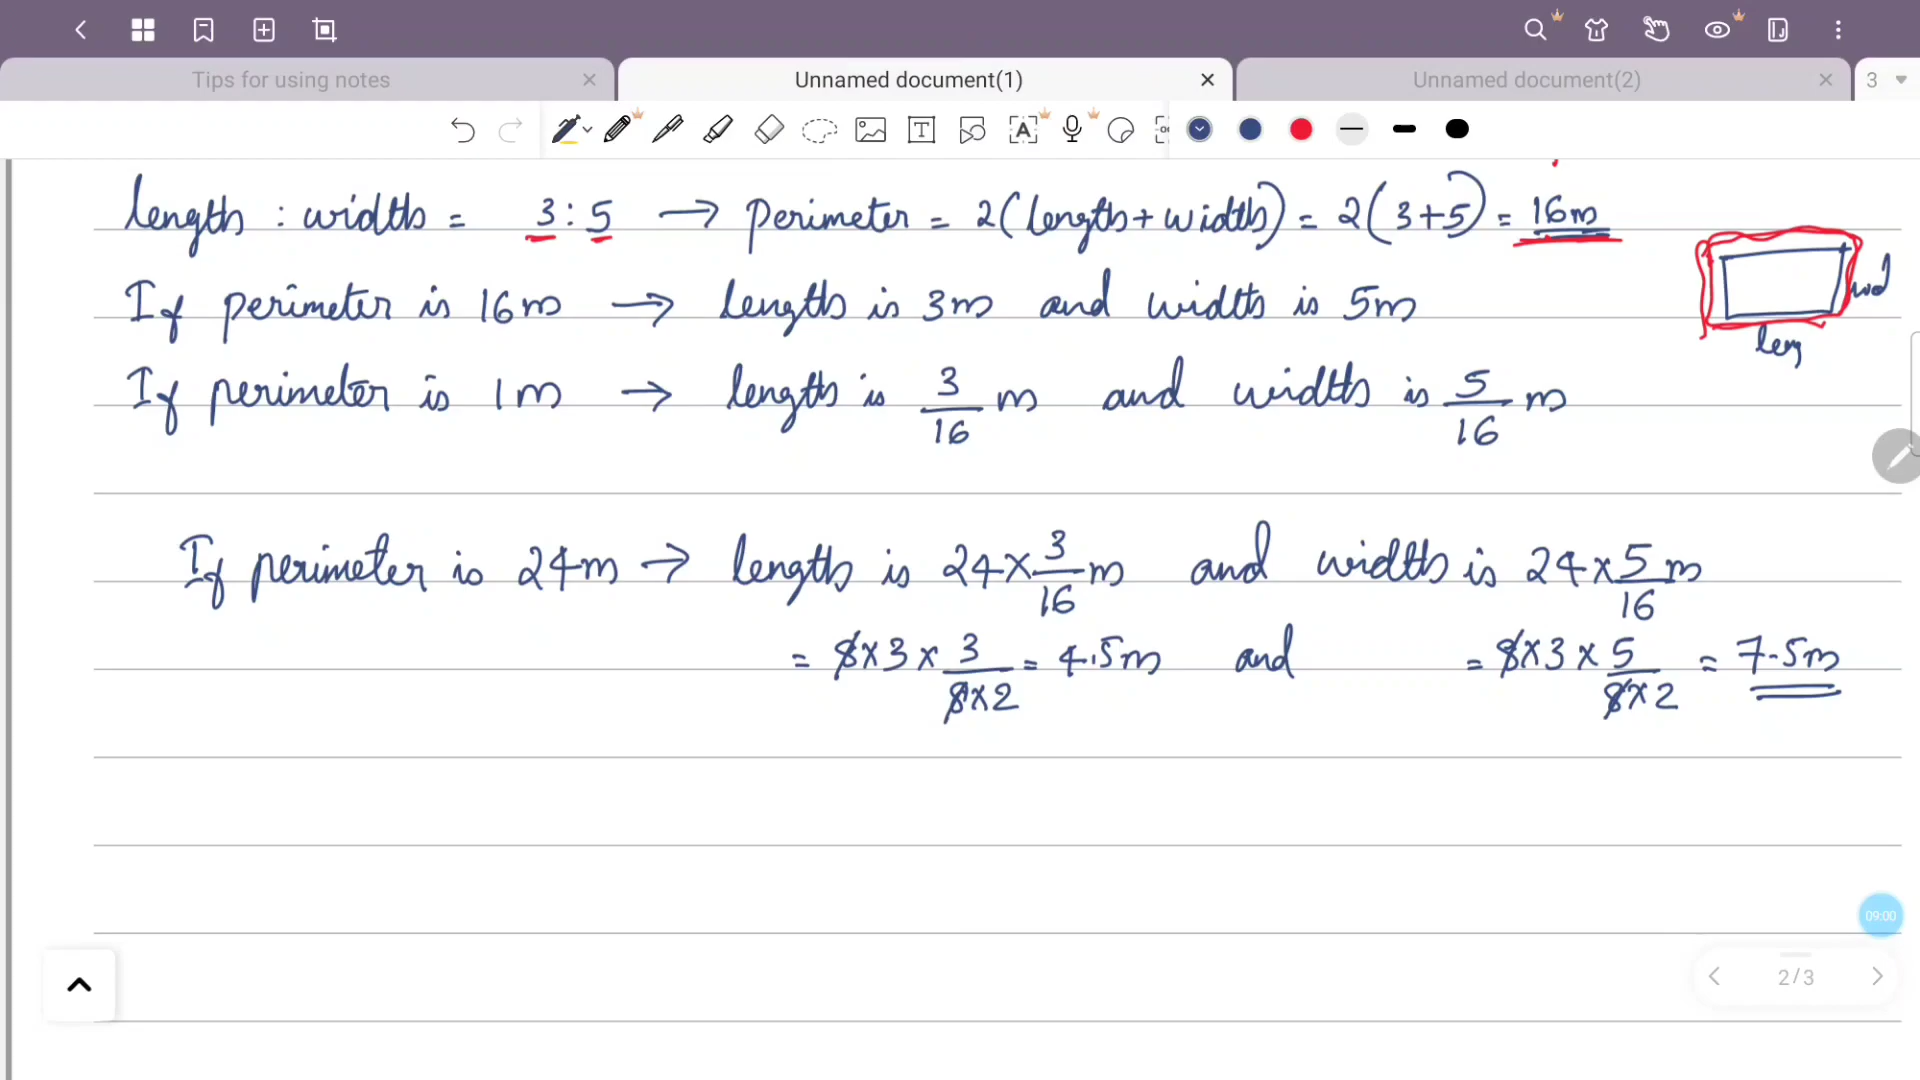 Tips for using notes
Unnamed document(1)
Unnamed document(2)
3
length : width = 3 : 5 → Perimeter = 2(length + width) = 2(3+5) = 16m
If perimeter is 16m → length is 3m and width is 5m
wid
len
If perimeter is 1m → length is 3/16 m and width is 5/16 m
If perimeter is 24m → length is 24 × 3/16 m and width is 24 × 5/16 m
= 8×3 × 3/8×2 = 4.5m and = 8×3 × 5/8×2 = 7.5m
09:00
2/3